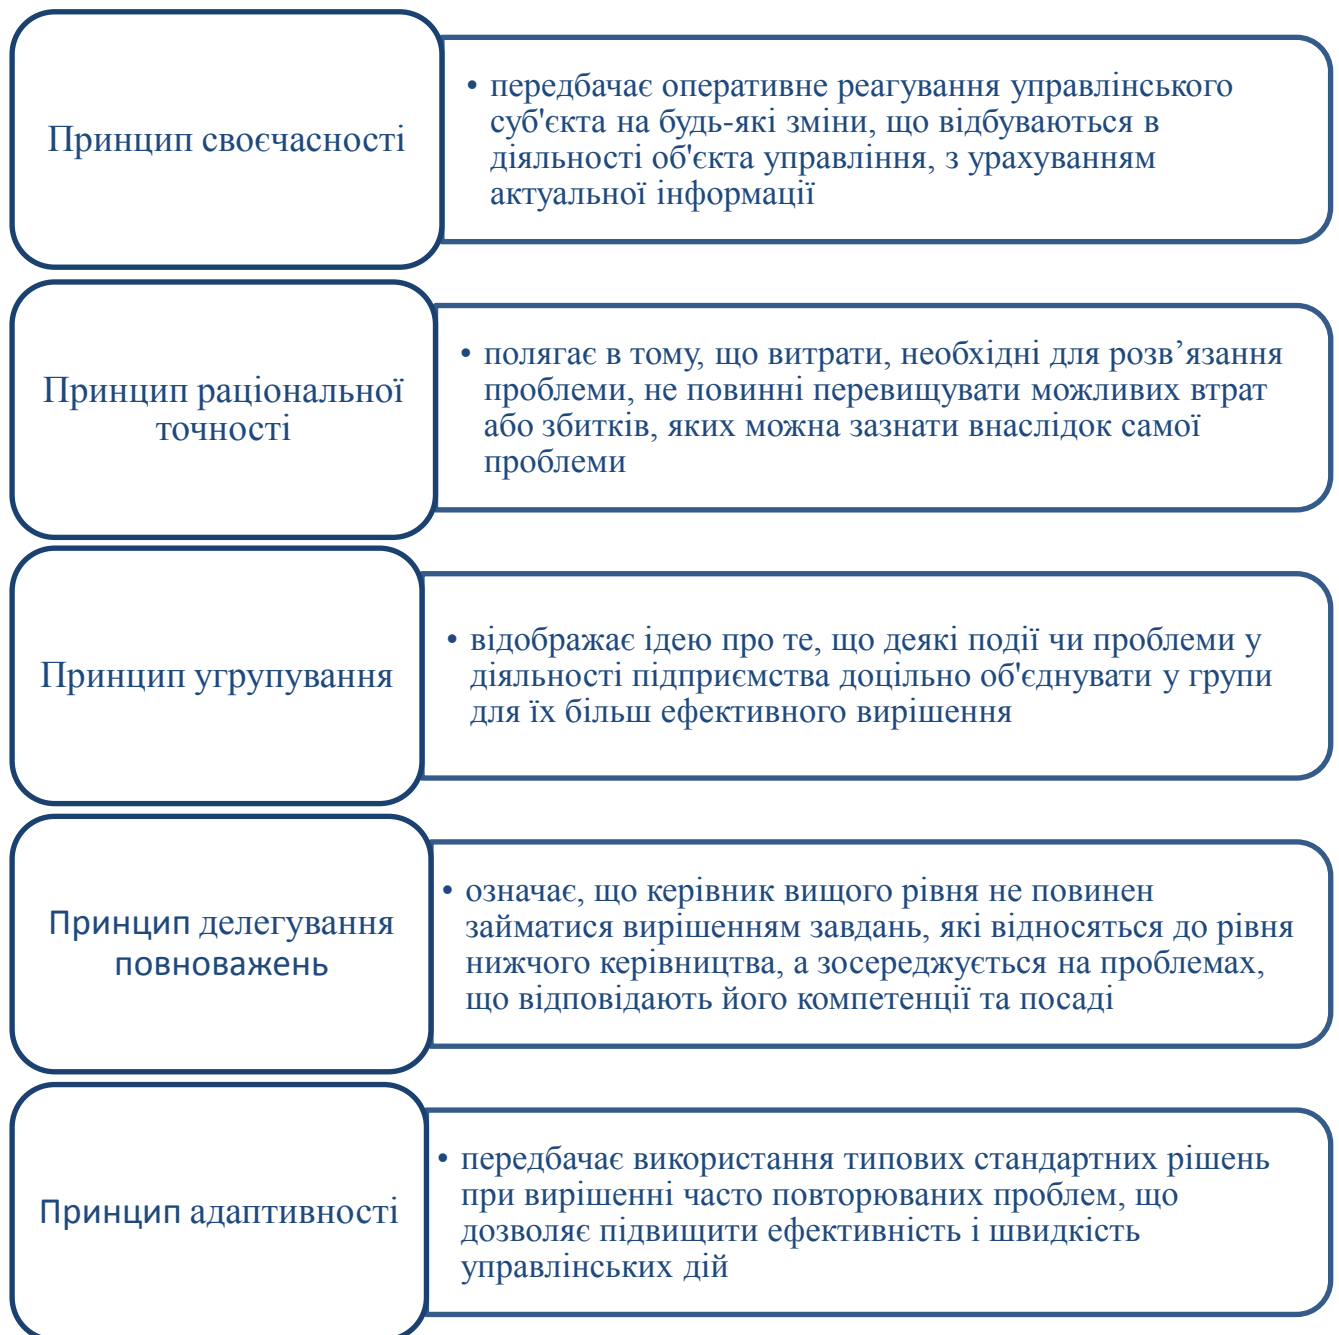 Принцип своєчасності
• передбачає оперативне реагування управлінського
суб'єкта на будь-які зміни, що відбуваються в
діяльності об'єкта управління, з урахуванням
актуальної інформації
Принцип раціональної
точності
• полягає в тому, що витрати, необхідні для розв’язання
проблеми, не повинні перевищувати можливих втрат
або збитків, яких можна зазнати внаслідок самої
проблеми
Принцип угрупування
• відображає ідею про те, що деякі події чи проблеми у
діяльності підприємства доцільно об'єднувати у групи
для їх більш ефективного вирішення
Принцип делегування
повноважень
• означає, що керівник вищого рівня не повинен
займатися вирішенням завдань, які відносяться до рівня
нижчого керівництва, а зосереджується на проблемах,
що відповідають його компетенції та посаді
Принцип адаптивності
• передбачає використання типових стандартних рішень
при вирішенні часто повторюваних проблем, що
дозволяє підвищити ефективність і швидкість
управлінських дій